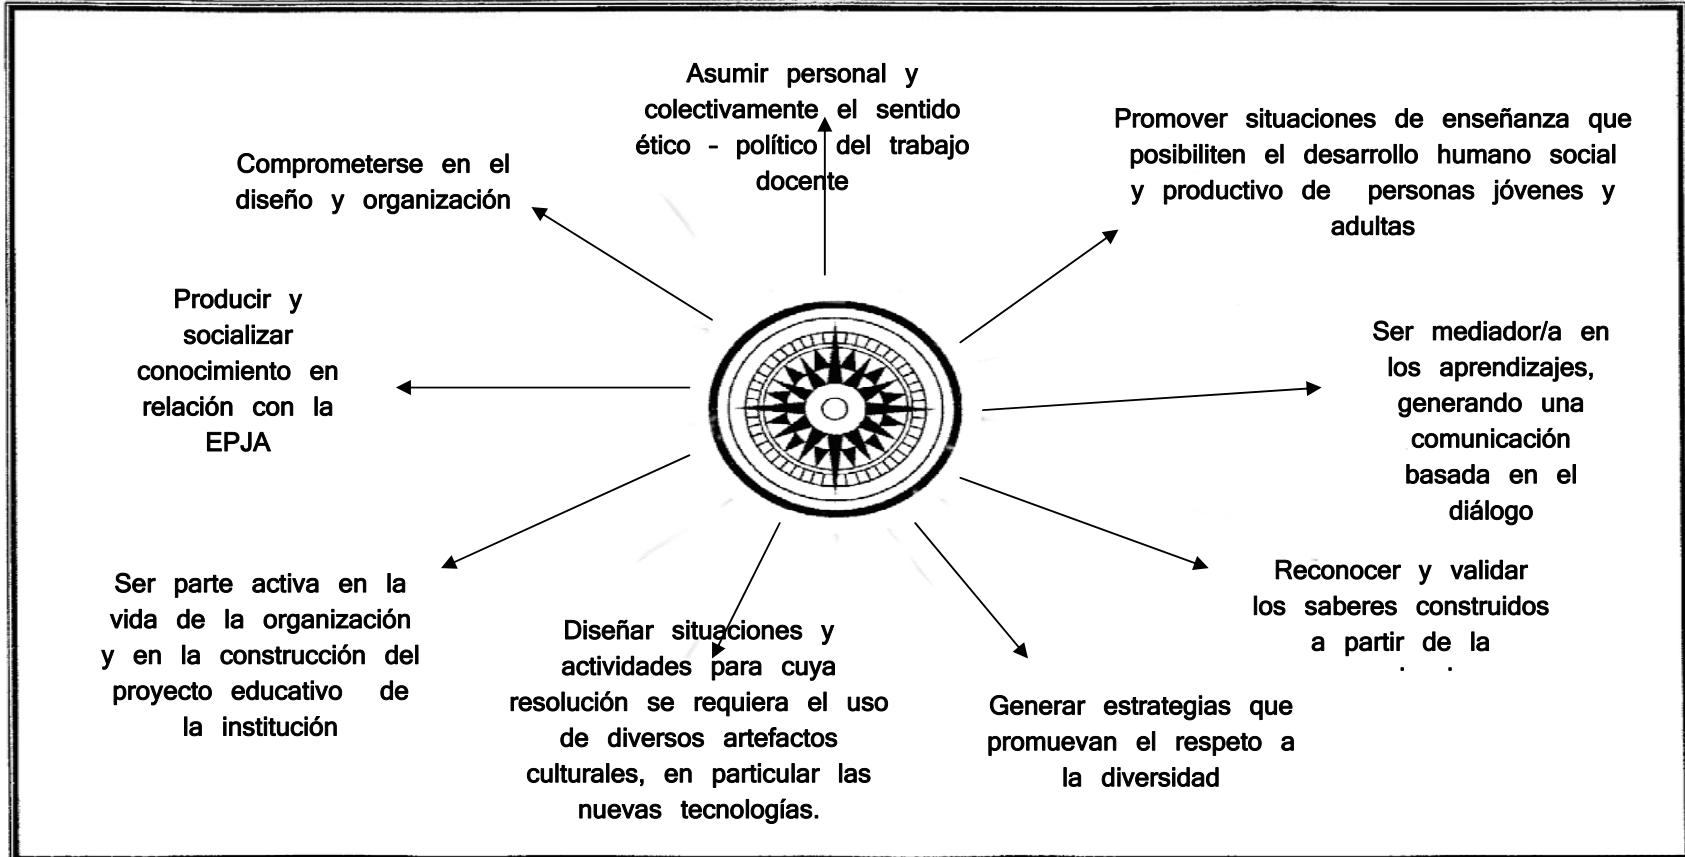 Asumir personal y
colectivamente el sentido
ético - político del trabajo
docente
Promover situaciones de enseñanza que
posibiliten el desarrollo humano social
y productivo de personas jóvenes y
adultas
Ser mediador/a en
los aprendizajes,
generando una
comunicación
basada en el
diálogo
Reconocer y validar
los saberes construidos
a partir de la
Generar estrategias que
promuevan el respeto a
la diversidad
Diseñar situaciones y
actividades para cuya
resolución se requiera el uso
de diversos artefactos
culturales, en particular las
nuevas tecnologías.
Ser parte activa en la
vida de la organización
y en la construcción del
proyecto educativo de
la institución
Producir y
socializar
conocimiento en
relación con la
EPJA
Comprometerse en el
diseño y organización